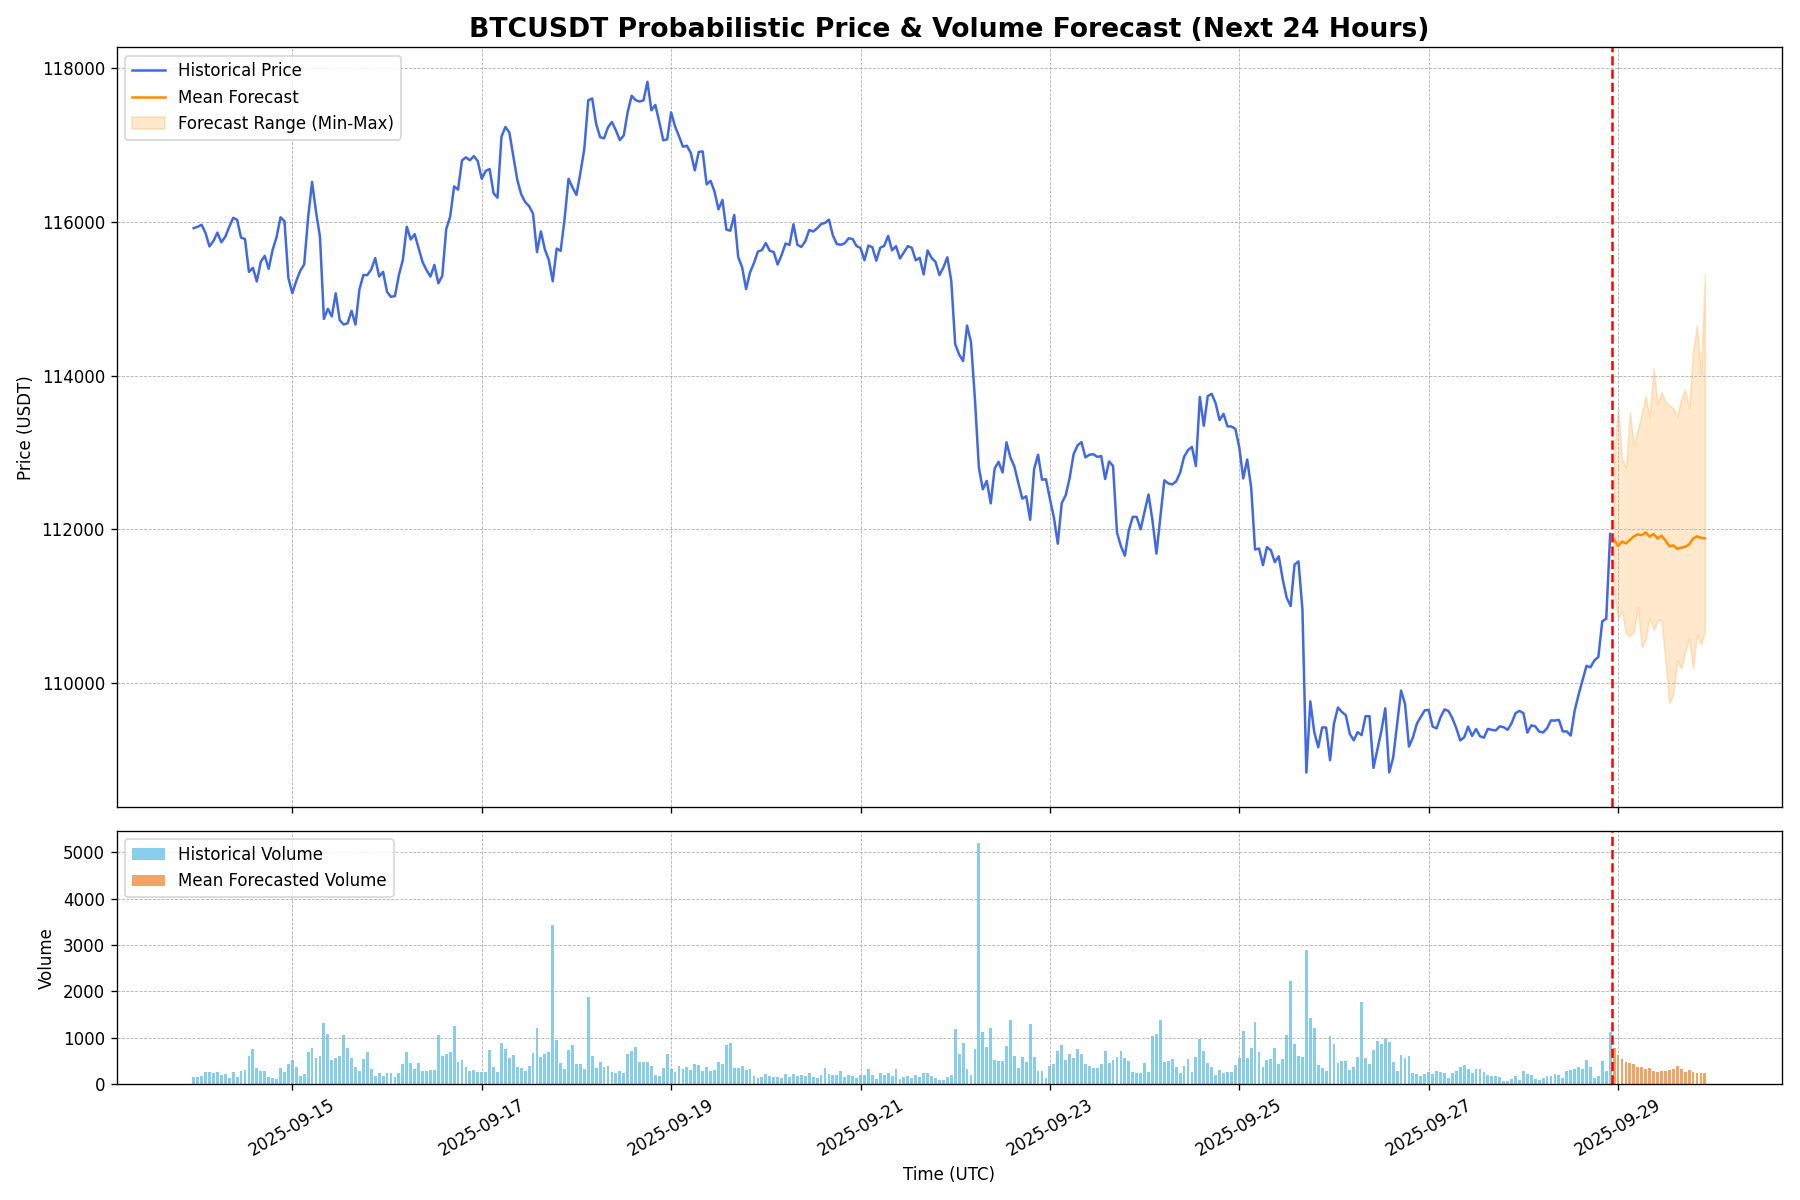 BTCUSDT Probabilistic Price & Volume Forecast (Next 24 Hours)
Historical Price
Mean Forecast
Forecast Range (Min-Max)
118000
116000
114000
112000
110000
Price (USDT)
Historical Volume
Mean Forecasted Volume
5000
4000
3000
2000
1000
0
Volume
2025-09-15
2025-09-17
2025-09-19
2025-09-21
2025-09-23
2025-09-25
2025-09-27
2025-09-29
Time (UTC)